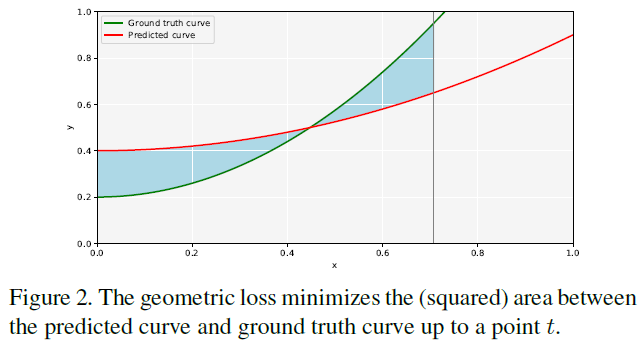 1.0
Ground truth curve
Predicted curve
0.8
0.6
y
0.4
0.2
0.0
0.0 0.2 0.4 0.6 0.8 1.0
x
Figure 2. The geometric loss minimizes the (squared) area between
the predicted curve and ground truth curve up to a point t.